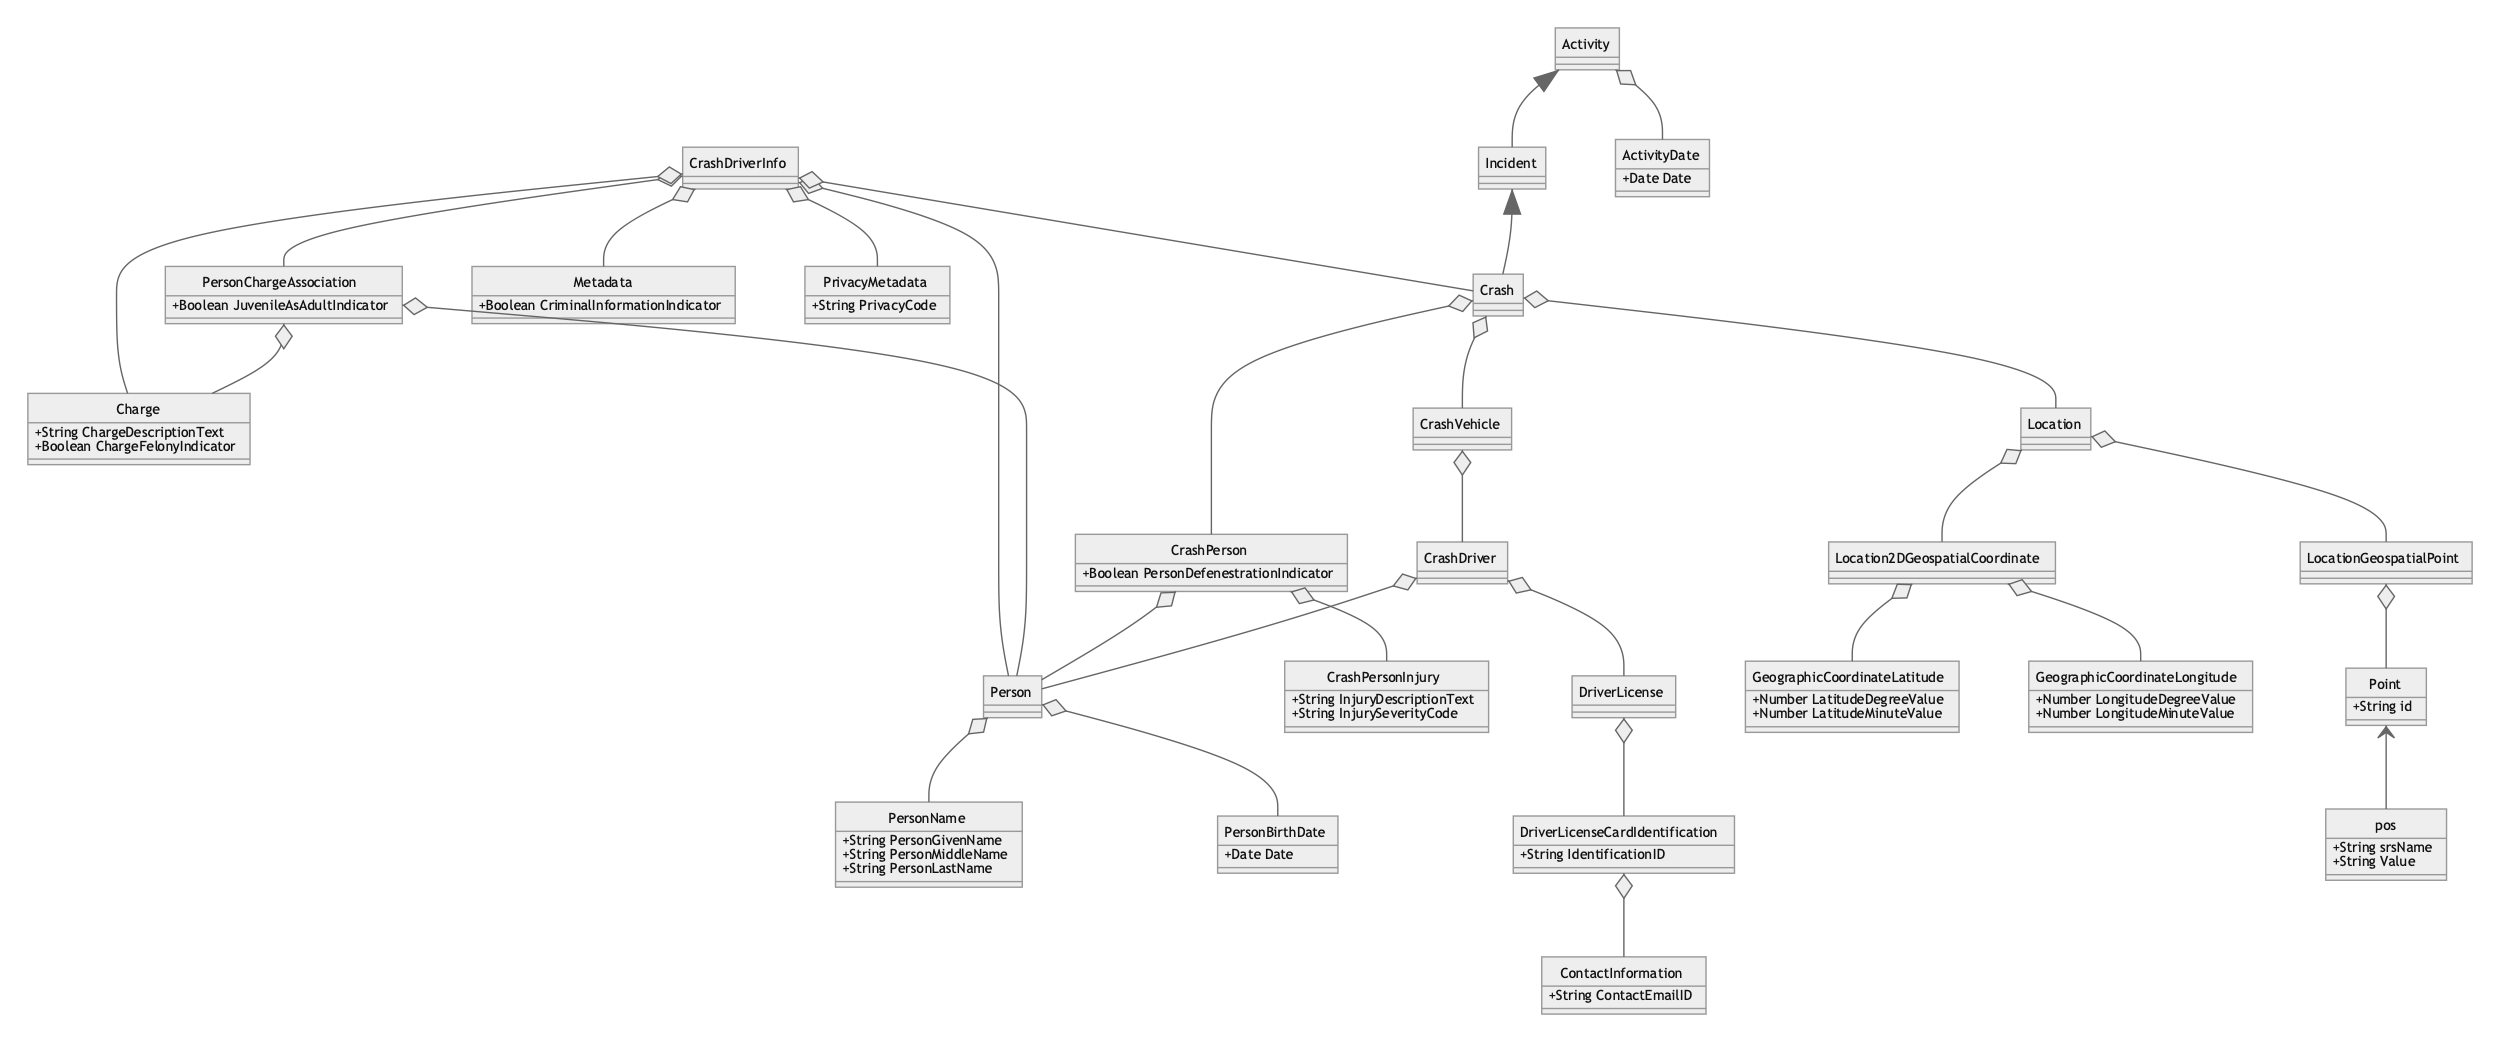 Activity
CrashDriverInfo
Incident
ActivityDate
+Date Date
PersonChargeAssociation
+Boolean JuvenileAsAdultIndicator
Metadata
+Boolean CriminalInformationIndicator
PrivacyMetadata
+String PrivacyCode
Crash
Charge
+String ChargeDescriptionText
+Boolean ChargeFelonyIndicator
CrashVehicle
Location
CrashPerson
+Boolean PersonDefenestrationIndicator
CrashDriver
Location2DGeospatialCoordinate
LocationGeospatialPoint
Person
CrashPersonInjury
+String InjuryDescriptionText
+String InjurySeverityCode
DriverLicense
GeographicCoordinateLatitude
+Number LatitudeDegreeValue
+Number LatitudeMinuteValue
GeographicCoordinateLongitude
+Number LongitudeDegreeValue
+Number LongitudeMinuteValue
Point
+String id
PersonName
+String PersonGivenName
+String PersonMiddleName
+String PersonLastName
PersonBirthDate
+Date Date
DriverLicenseCardIdentification
+String IdentificationID
pos
+String srsName
+String Value
ContactInformation
+String ContactEmailID